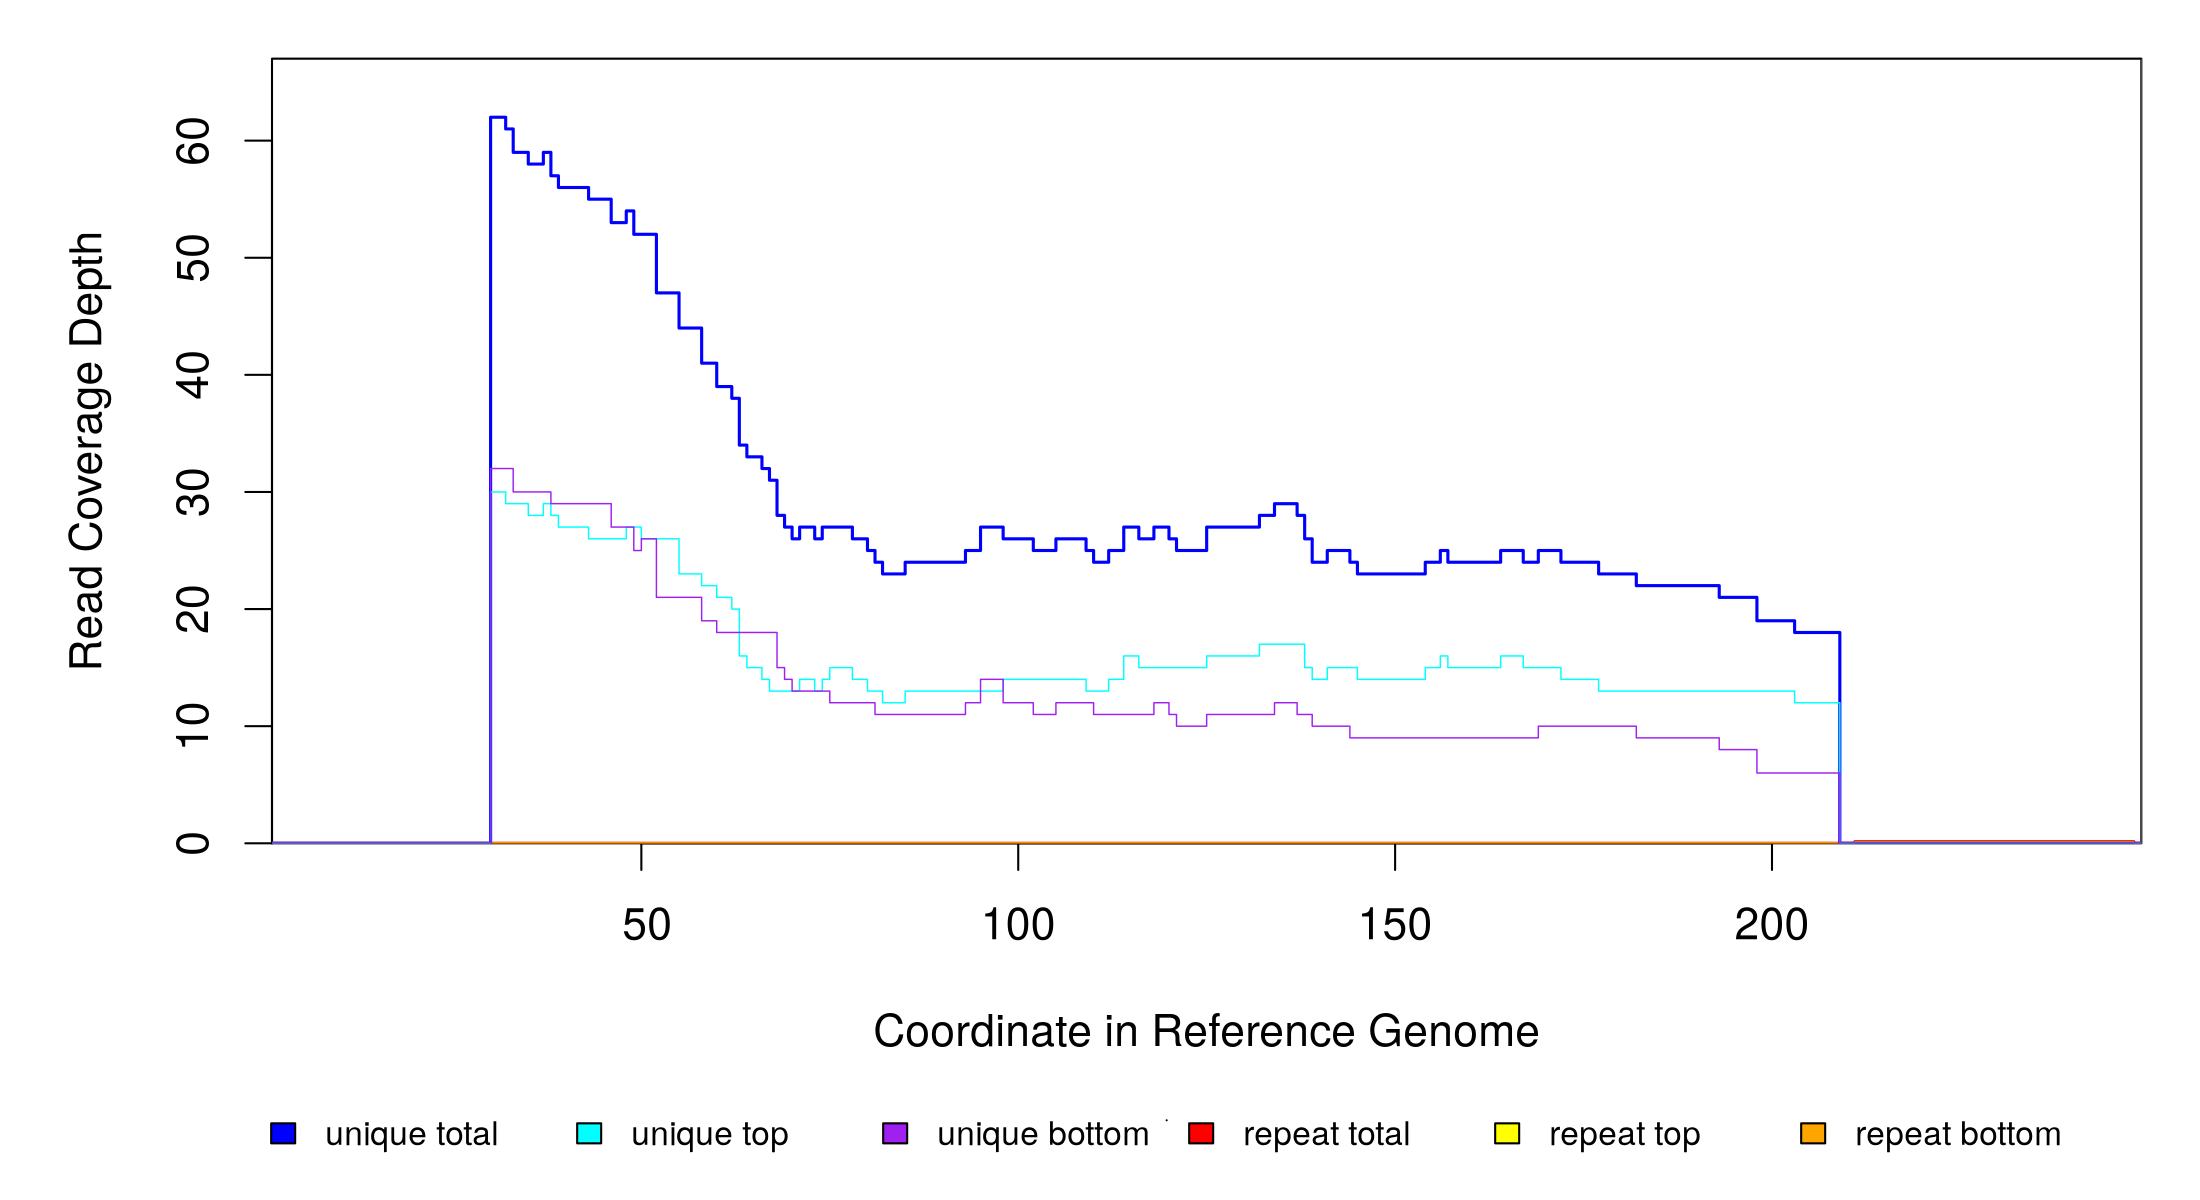 Read Coverage Depth
60
50
40
30
20
10
0
50 100 150 200
Coordinate in Reference Genome
unique total unique top unique bottom repeat total repeat top repeat bottom